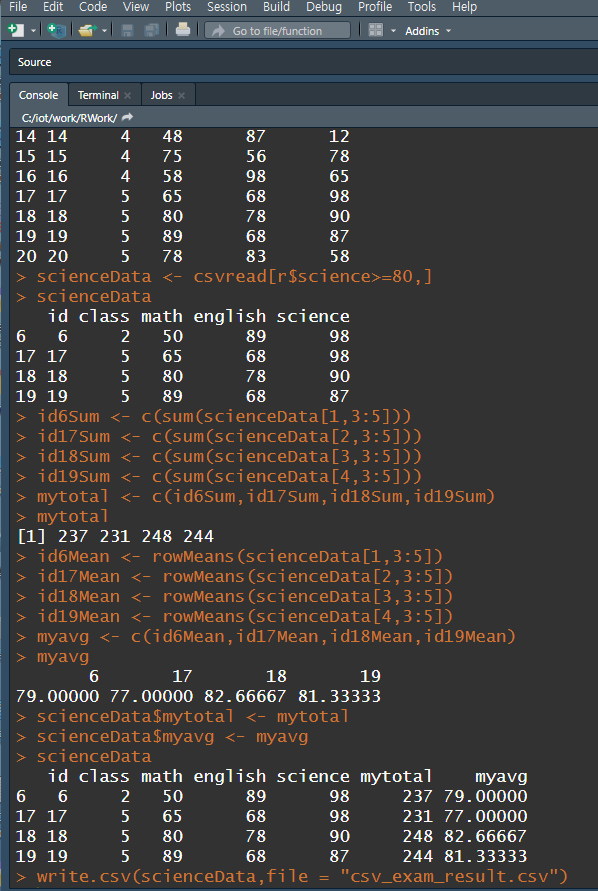 File Edit Code View Plots Session Build Debug Profile Tools Help
Go to file/function Addins
Source
Console Terminal Jobs
C:/iot/work/RWork/
14 14 4 48 87 12
15 15 4 75 56 78
16 16 4 58 98 65
17 17 5 65 68 98
18 18 5 80 78 90
19 19 5 89 68 87
20 20 5 78 83 58
> scienceData <- csvread[r$science>=80,]
> scienceData
id class math english science
6 6 2 50 89 98
17 17 5 65 68 98
18 18 5 80 78 90
19 19 5 89 68 87
> id6Sum <- c(sum(scienceData[1,3:5]))
> id17Sum <- c(sum(scienceData[2,3:5]))
> id18Sum <- c(sum(scienceData[3,3:5]))
> id19Sum <- c(sum(scienceData[4,3:5]))
> mytotal <- c(id6Sum,id17Sum,id18Sum,id19Sum)
> mytotal
[1] 237 231 248 244
> id6Mean <- rowMeans(scienceData[1,3:5])
> id17Mean <- rowMeans(scienceData[2,3:5])
> id18Mean <- rowMeans(scienceData[3,3:5])
> id19Mean <- rowMeans(scienceData[4,3:5])
> myavg <- c(id6Mean,id17Mean,id18Mean,id19Mean)
> myavg
6 17 18 19
79.00000 77.00000 82.66667 81.33333
> scienceData$mytotal <- mytotal
> scienceData$myavg <- myavg
> scienceData
id class math english science mytotal myavg
6 6 2 50 89 98 237 79.00000
17 17 5 65 68 98 231 77.00000
18 18 5 80 78 90 248 82.66667
19 19 5 89 68 87 244 81.33333
> write.csv(scienceData,file = "csv_exam_result.csv")